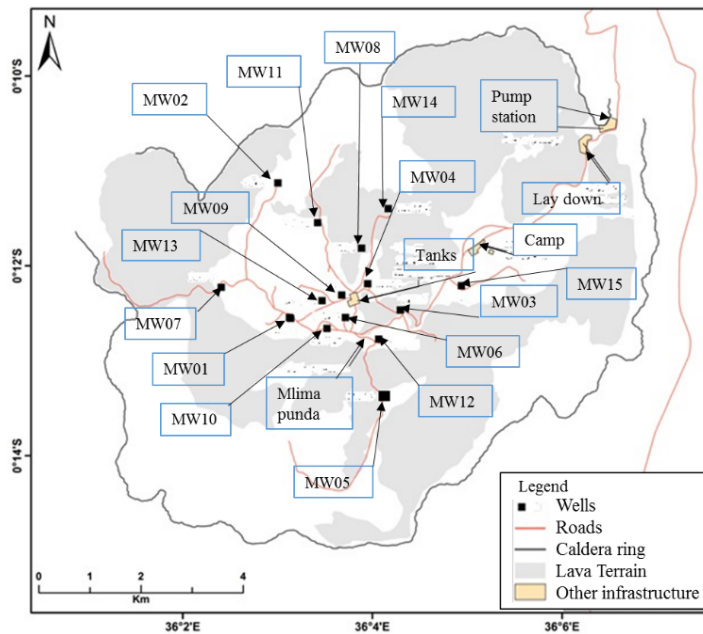 N
MW08
MW11
MW02
MW14
Pump
station
MW04
MW09
Lay down
MW13
Tanks
Camp
MW15
MW03
MW07
MW06
MW01
Mlima
punda
MW12
MW10
MW05
0°10'S
0°12'S
0°14'S
Legend
Wells
Roads
Caldera ring
Lava Terrain
Other infrastructure
0 1 2 4
Km
36°2'E 36°4'E 36°6'E